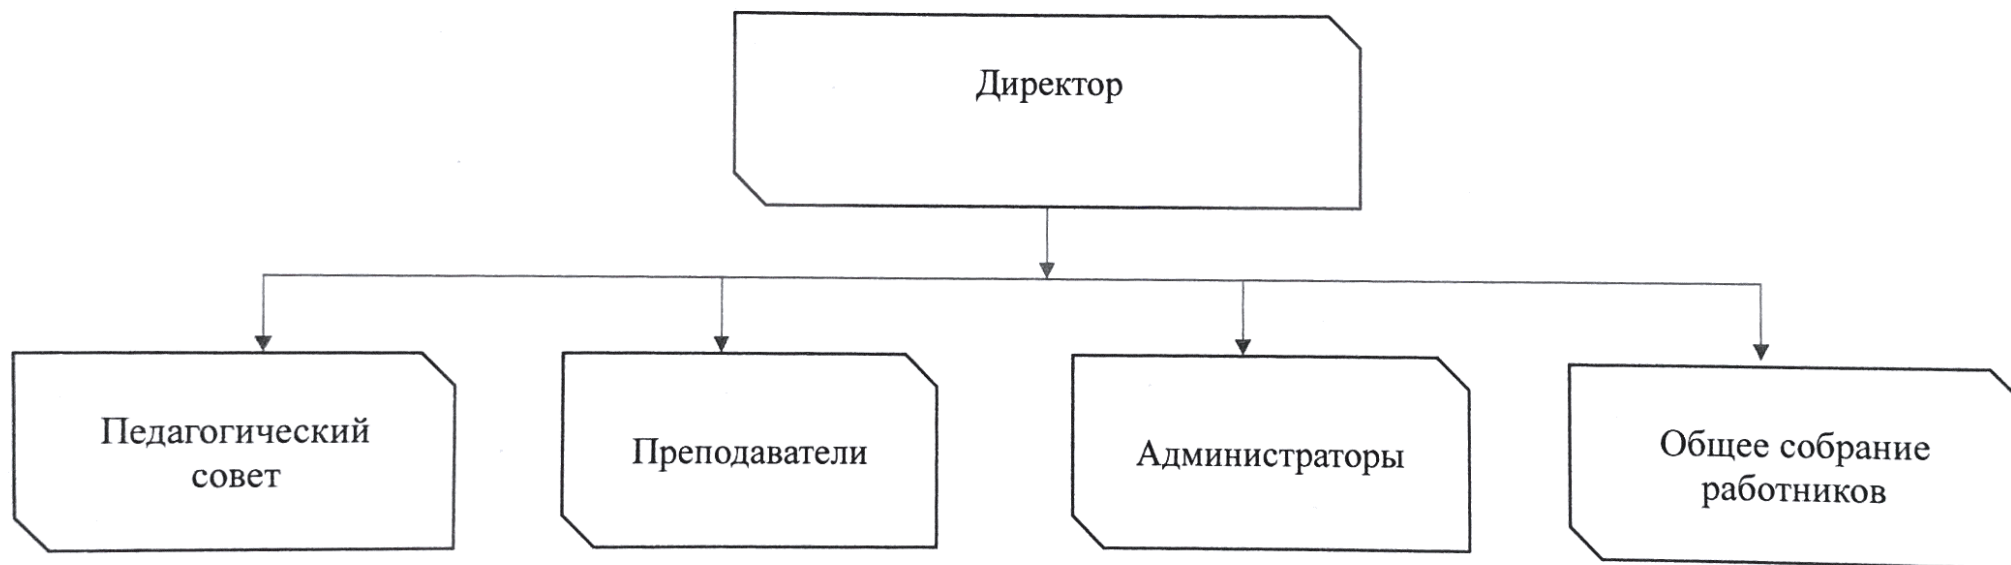 Директор
Педагогический
совет
Преподаватели
Администраторы
Общее собрание
работников